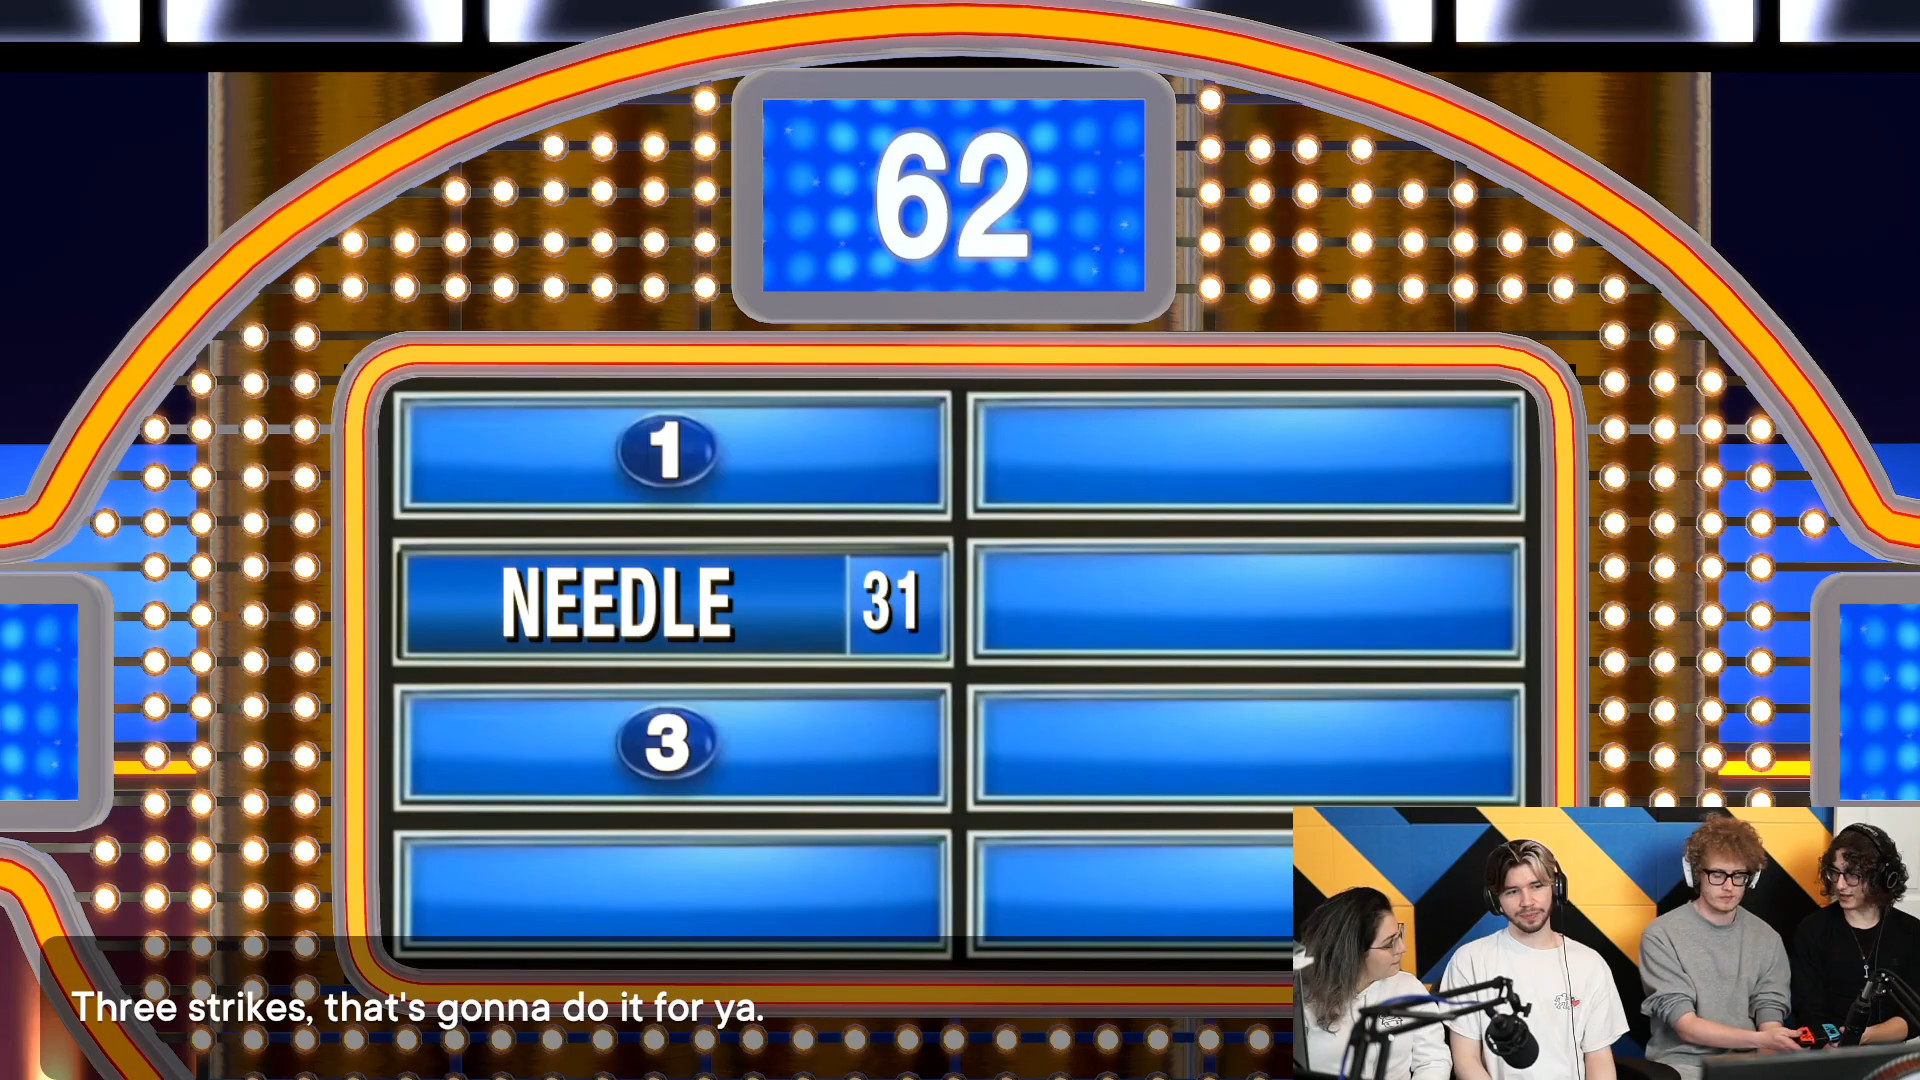 62
1
NEEDLE 31
3
Three strikes, that's gonna do it for ya.